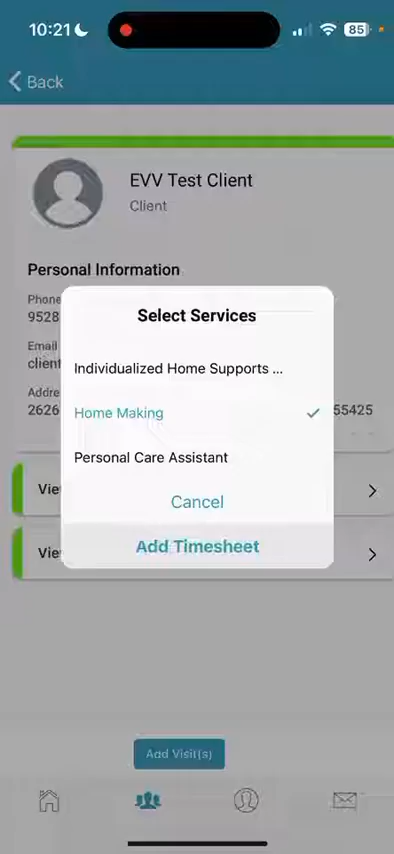 10:21
85
Back
EVV Test Client
Client
Personal Information
Phone
9528
Email
client
Addre
2626
55425
Select Services
Individualized Home Supports ...
Home Making
Personal Care Assistant
Cancel
Add Timesheet
Vie
Vie
Add Visit(s)